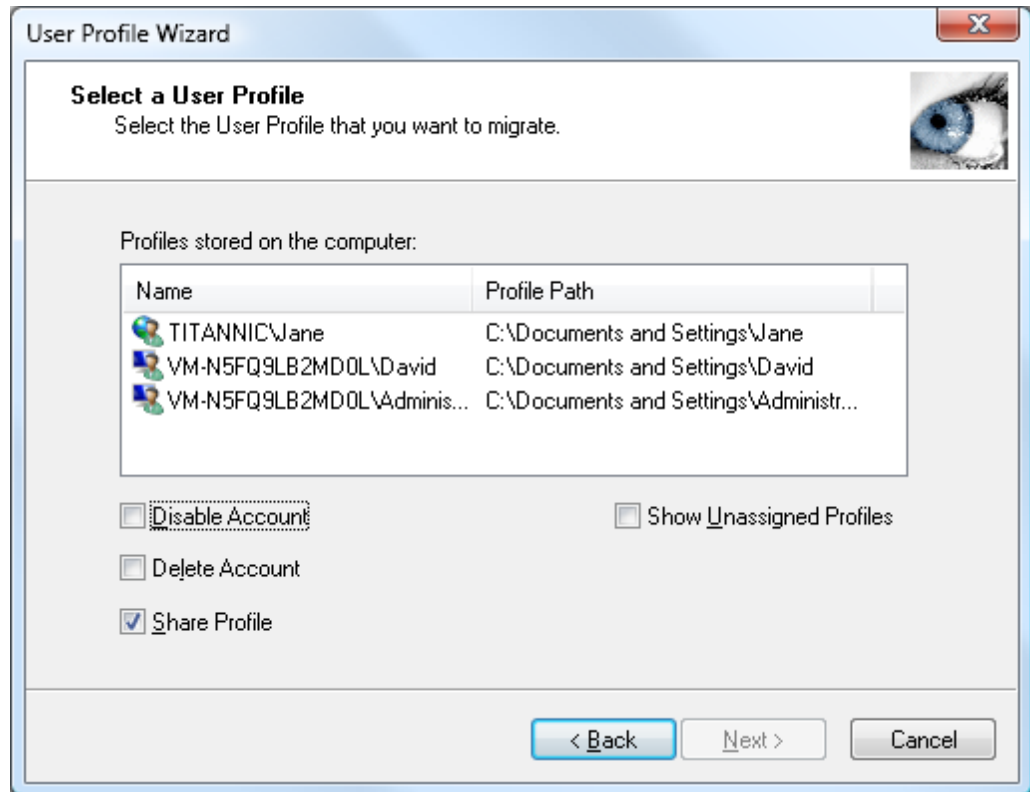 User Profile Wizard
Select a User Profile
Select the User Profile that you want to migrate.
Profiles stored on the computer:
Name Profile Path
TITANNIC\Jane C:\Documents and Settings\Jane
VM-N5FQ9LB2MD0L\David C:\Documents and Settings\David
VM-N5FQ9LB2MD0L\Adminis... C:\Documents and Settings\Administr...
Disable Account Show Unassigned Profiles
Delete Account
Share Profile
< Back Next > Cancel